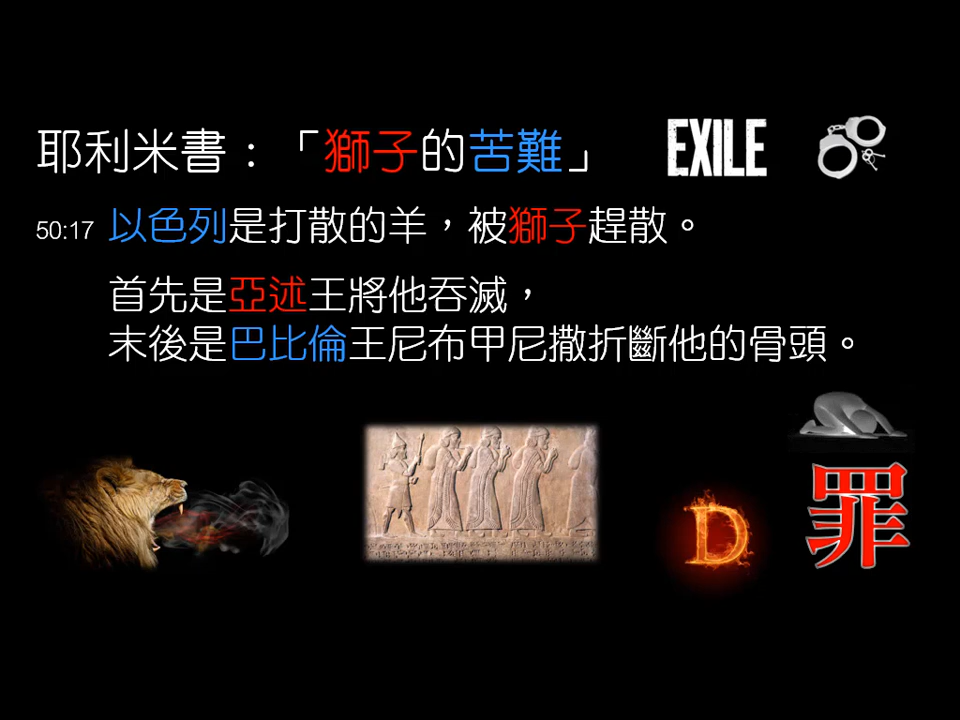 耶利米書：「獅子的苦難」 EXILE
50:17 以色列是打散的羊，被獅子趕散。
首先是亞述王將他吞滅，
末後是巴比倫王尼布甲尼撒折斷他的骨頭。
D
罪